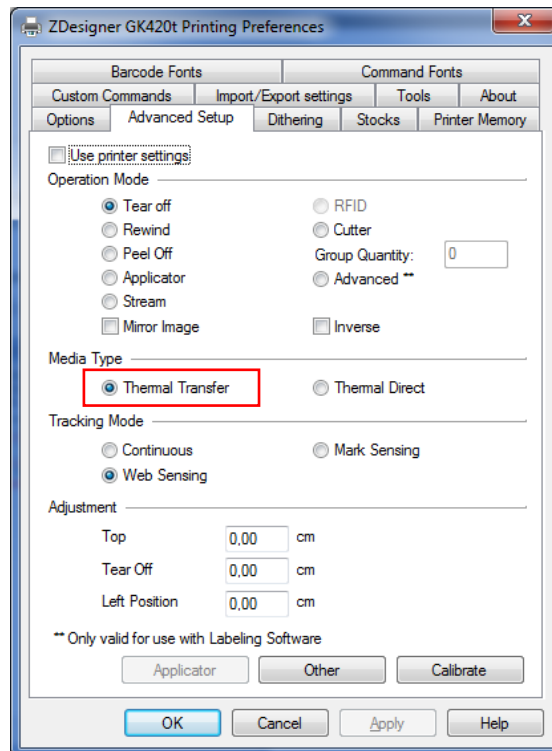 ZDesigner GK420t Printing Preferences
Barcode Fonts Command Fonts
Custom Commands Import/Export settings Tools About
Options Advanced Setup Dithering Stocks Printer Memory
Use printer settings
Operation Mode
Tear off RFID
Rewind Cutter
Peel Off Group Quantity: 0
Applicator Advanced **
Stream
Mirror Image Inverse
Media Type
Thermal Transfer Thermal Direct
Tracking Mode
Continuous Mark Sensing
Web Sensing
Adjustment
Top 0,00 cm
Tear Off 0,00 cm
Left Position 0,00 cm
** Only valid for use with Labeling Software
Applicator Other Calibrate
OK Cancel Apply Help